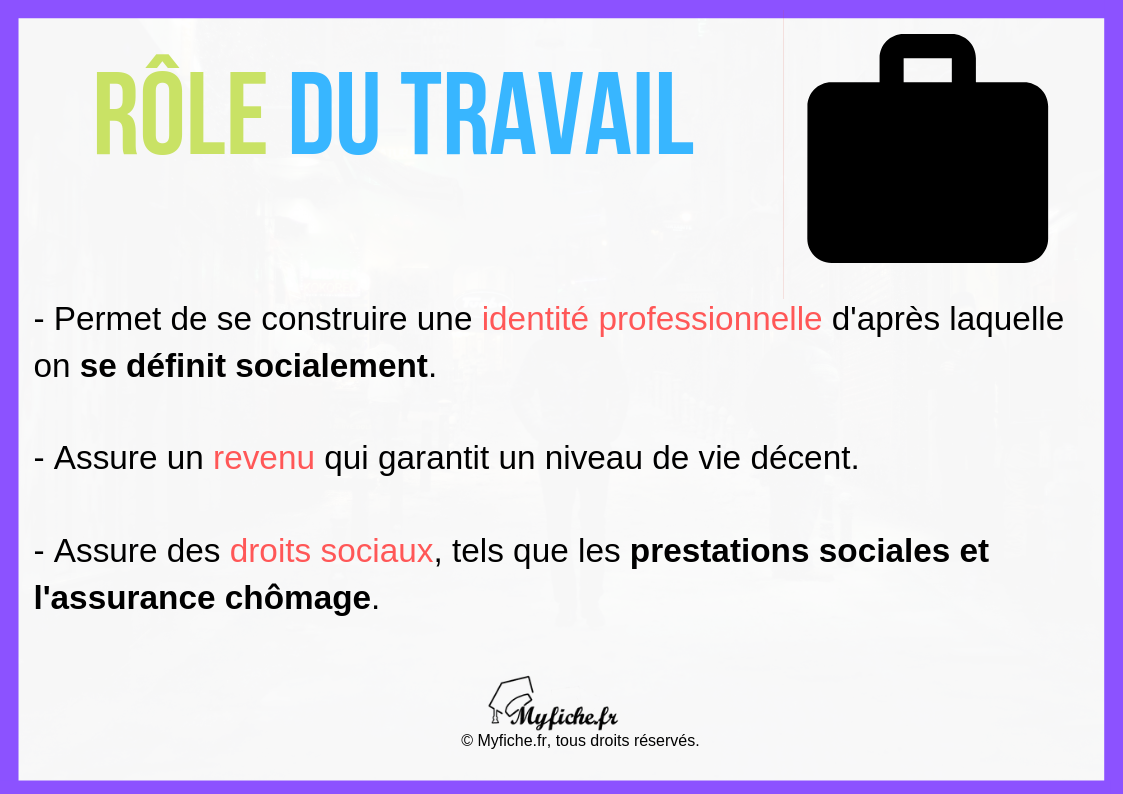 RÔLE DU TRAVAIL
- Permet de se construire une identité professionnelle d'après laquelle
on se définit socialement.
- Assure un revenu qui garantit un niveau de vie décent.
- Assure des droits sociaux, tels que les prestations sociales et
l'assurance chômage.
Myfiche.fr
© Myfiche.fr, tous droits réservés.